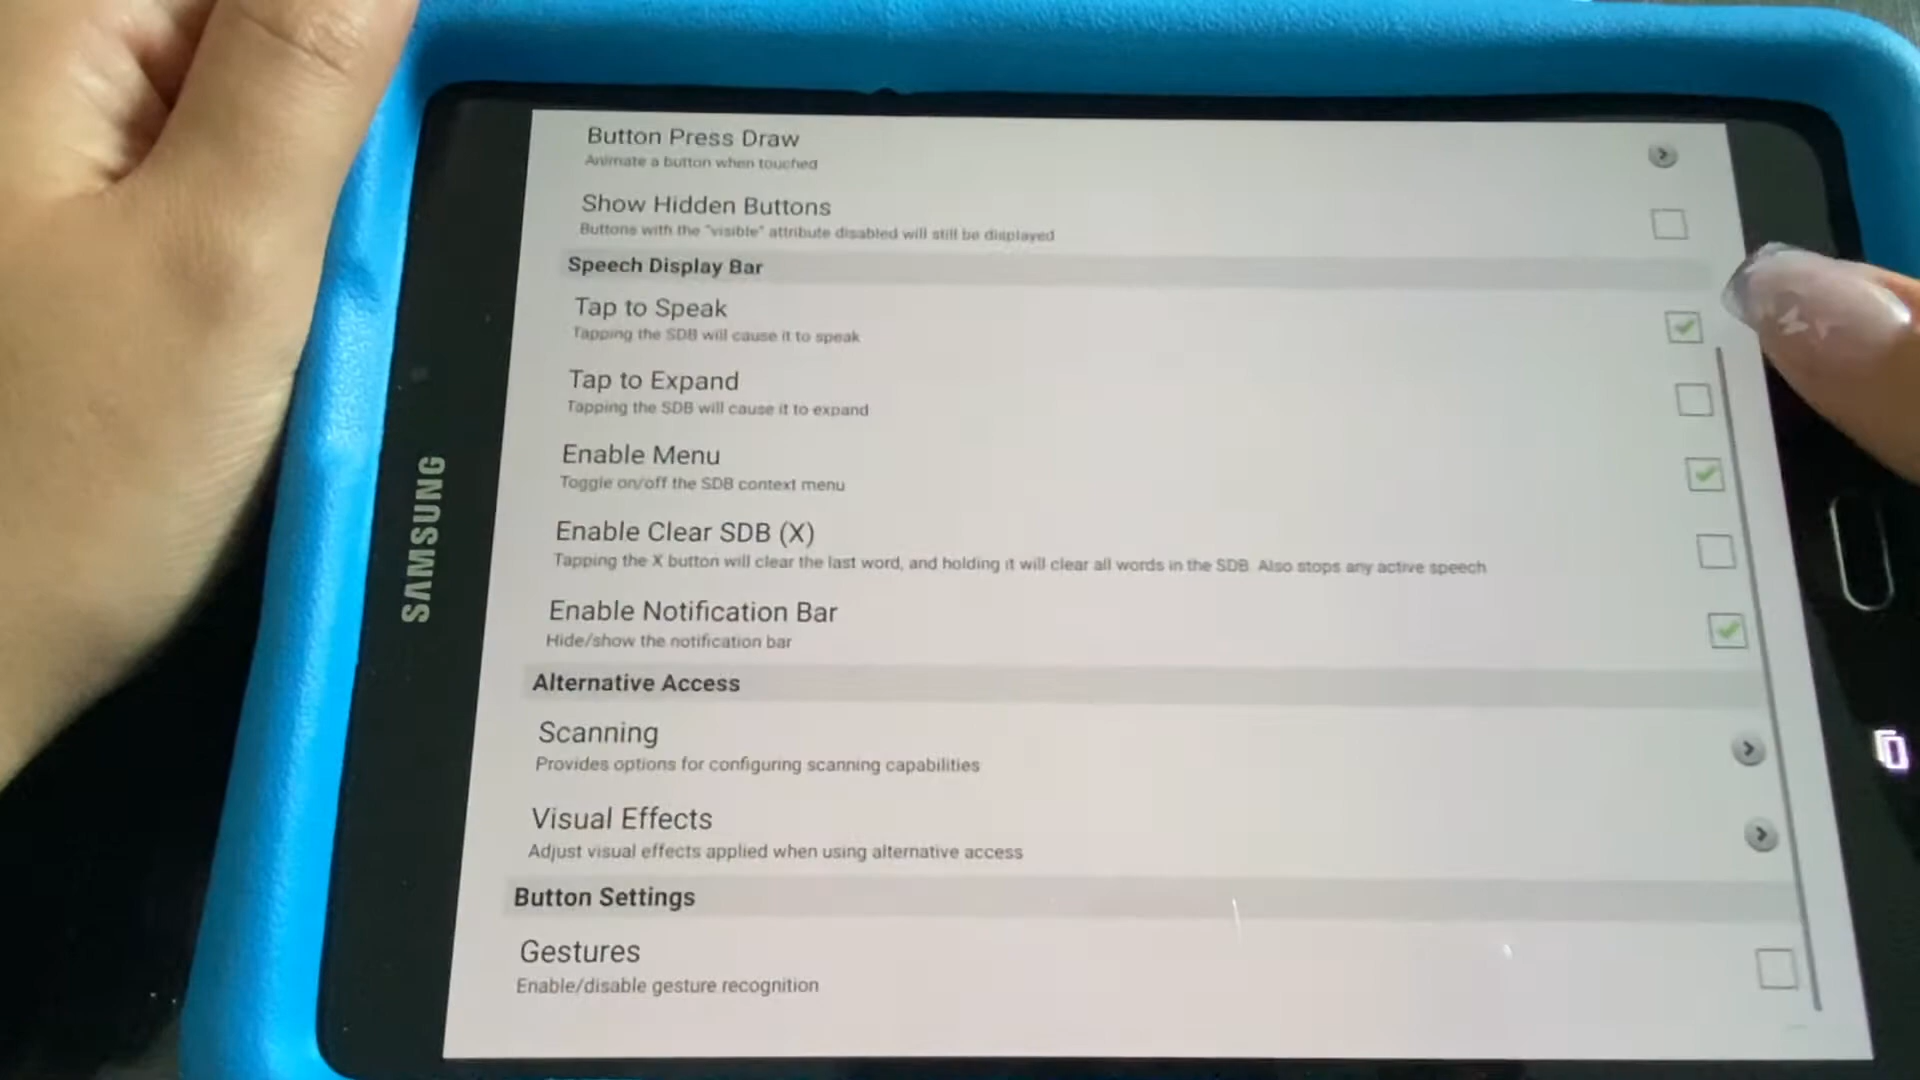 Button Press Draw
Animate a button when touched
Show Hidden Buttons
Buttons with the "visible" attribute disabled will still be displayed
Speech Display Bar
Tap to Speak
Tapping the SDB will cause it to speak
Tap to Expand
Tapping the SDB will cause it to expand
Enable Menu
Toggle on/off the SDB context menu
Enable Clear SDB (X)
Tapping the X button will clear the last word, and holding it will clear all words in the SDB. Also stops any active speech
Enable Notification Bar
Hide/show the notification bar
Alternative Access
Scanning
Provides options for configuring scanning capabilities
Visual Effects
Adjust visual effects applied when using alternative access
Button Settings
Gestures
Enable/disable gesture recognition
SAMSUNG